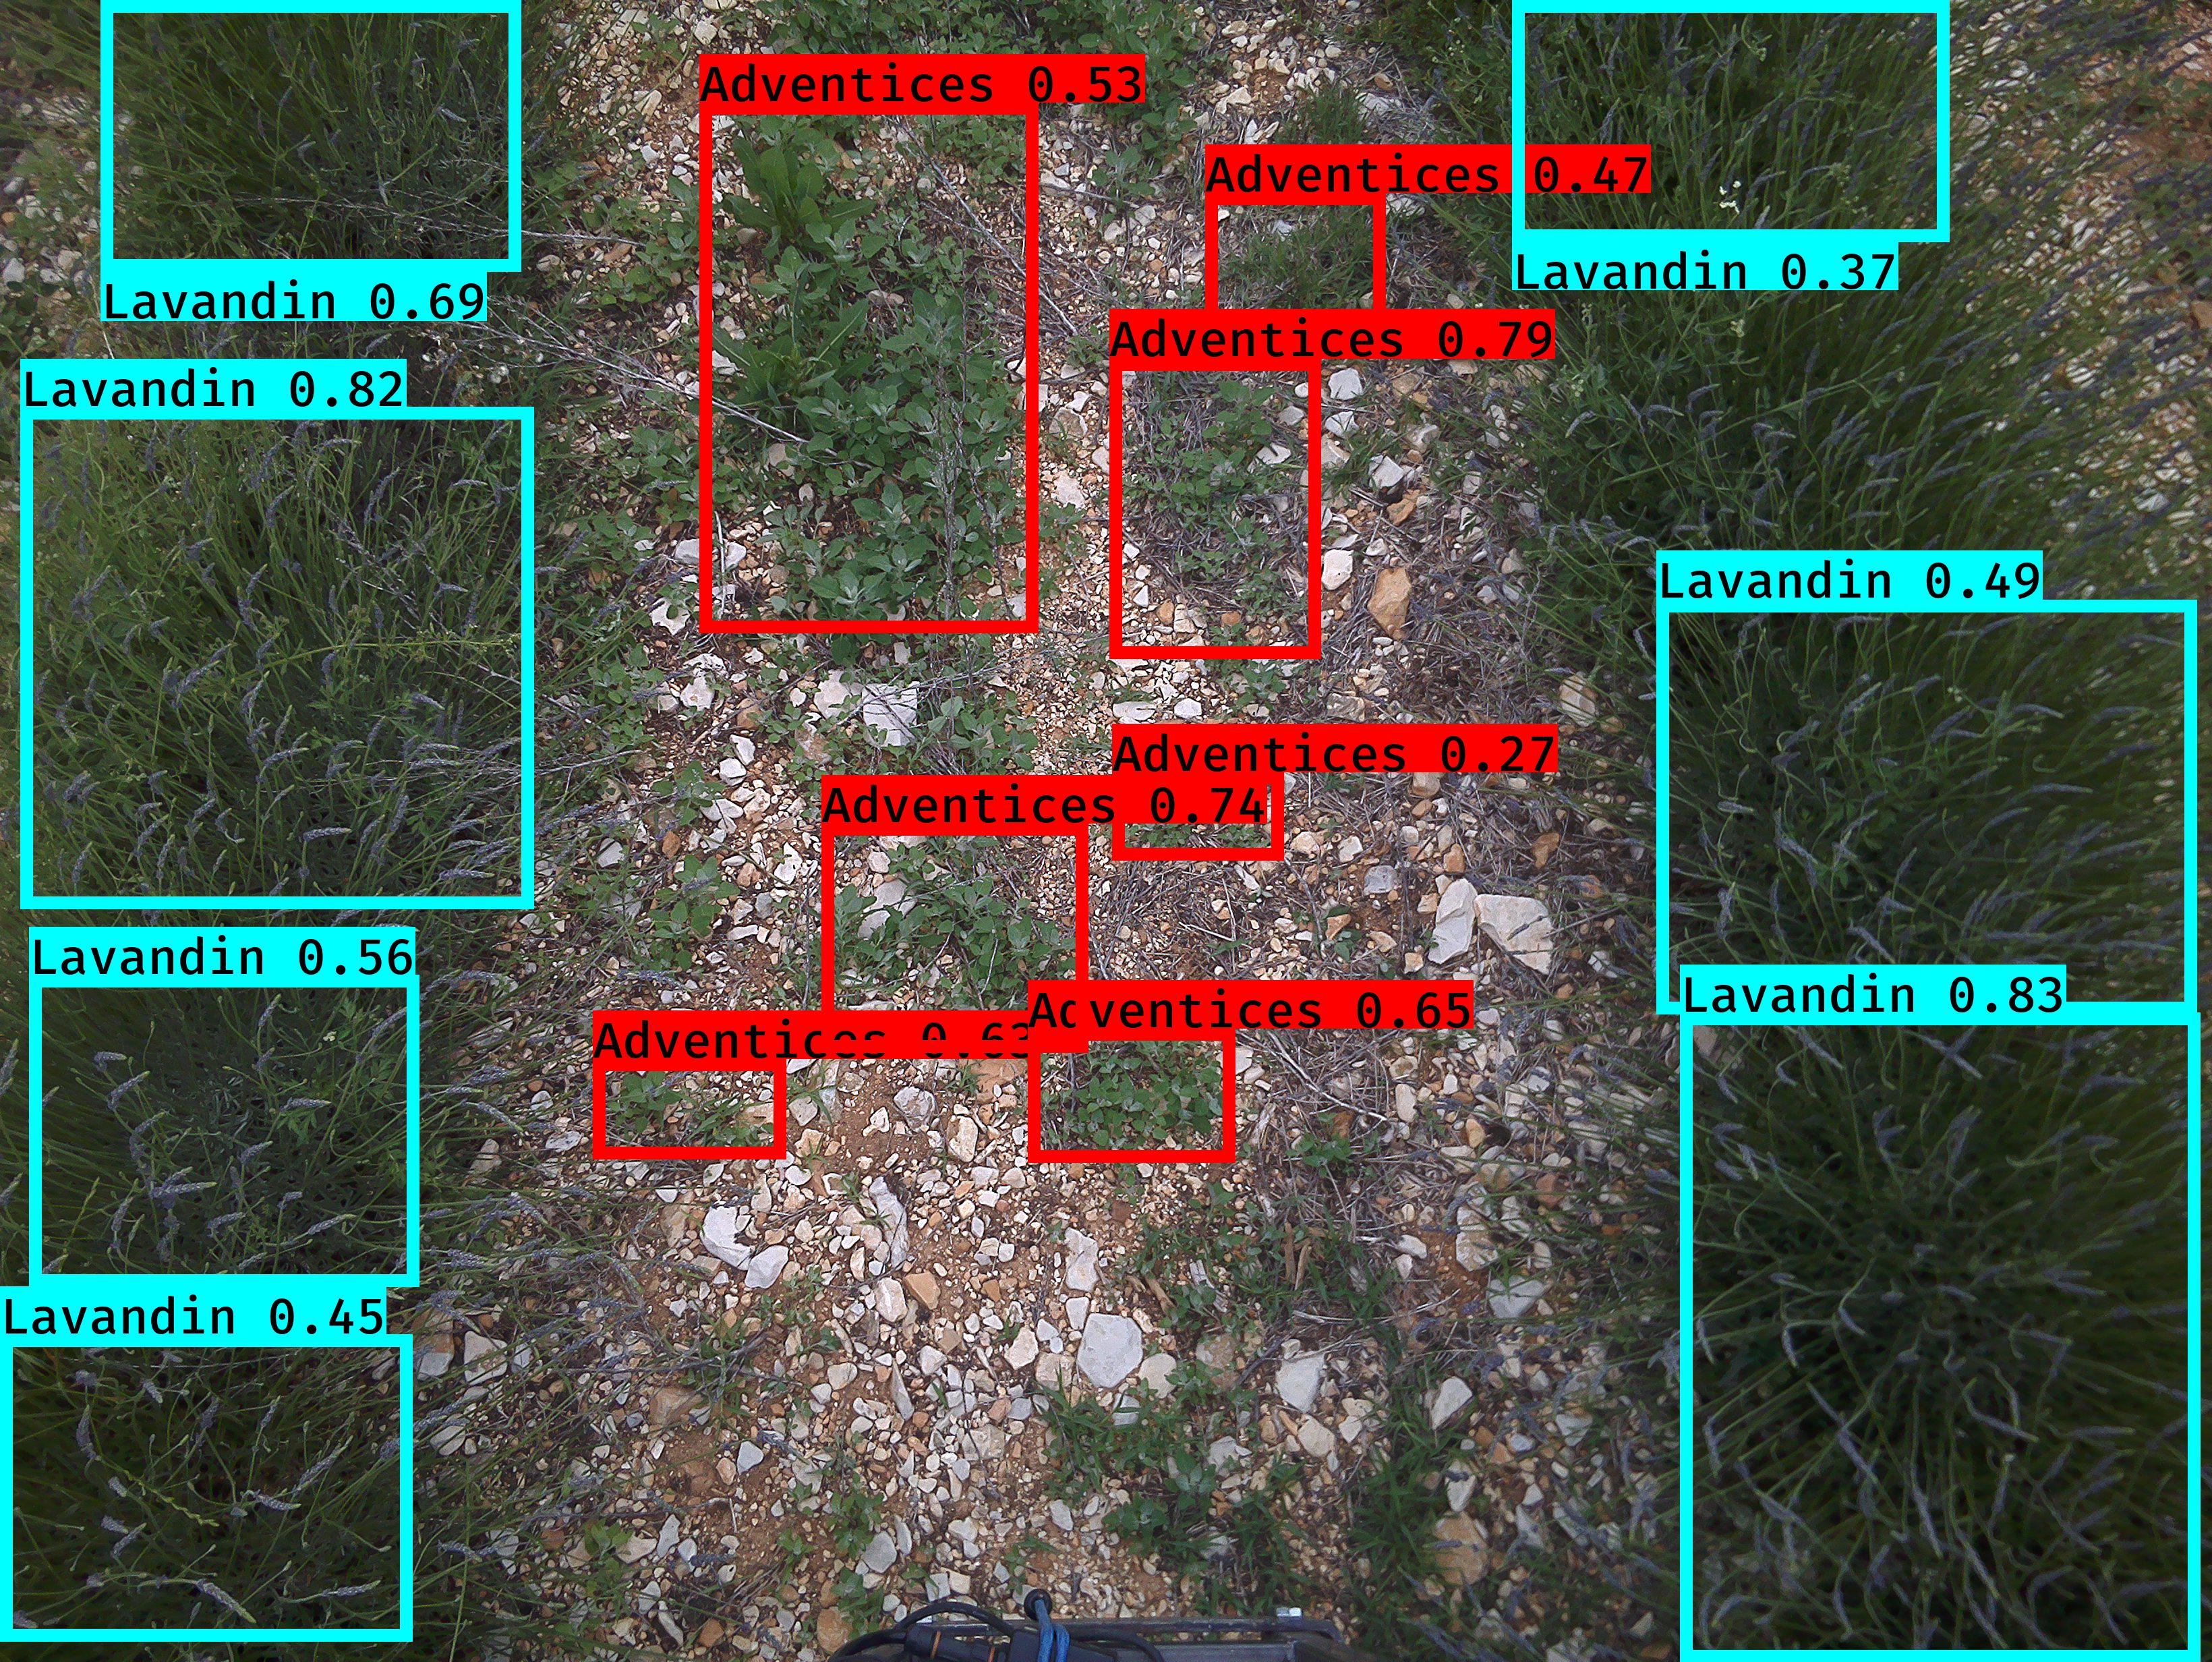 Adventices 0.53
Adventices 0.47
Lavandin 0.37
Lavandin 0.69
Adventices 0.79
Lavandin 0.82
Lavandin 0.49
Adventices 0.27
Adventices 0.74
Lavandin 0.56
Lavandin 0.83
Adventices 0.65
Adventices 0.63
Lavandin 0.45